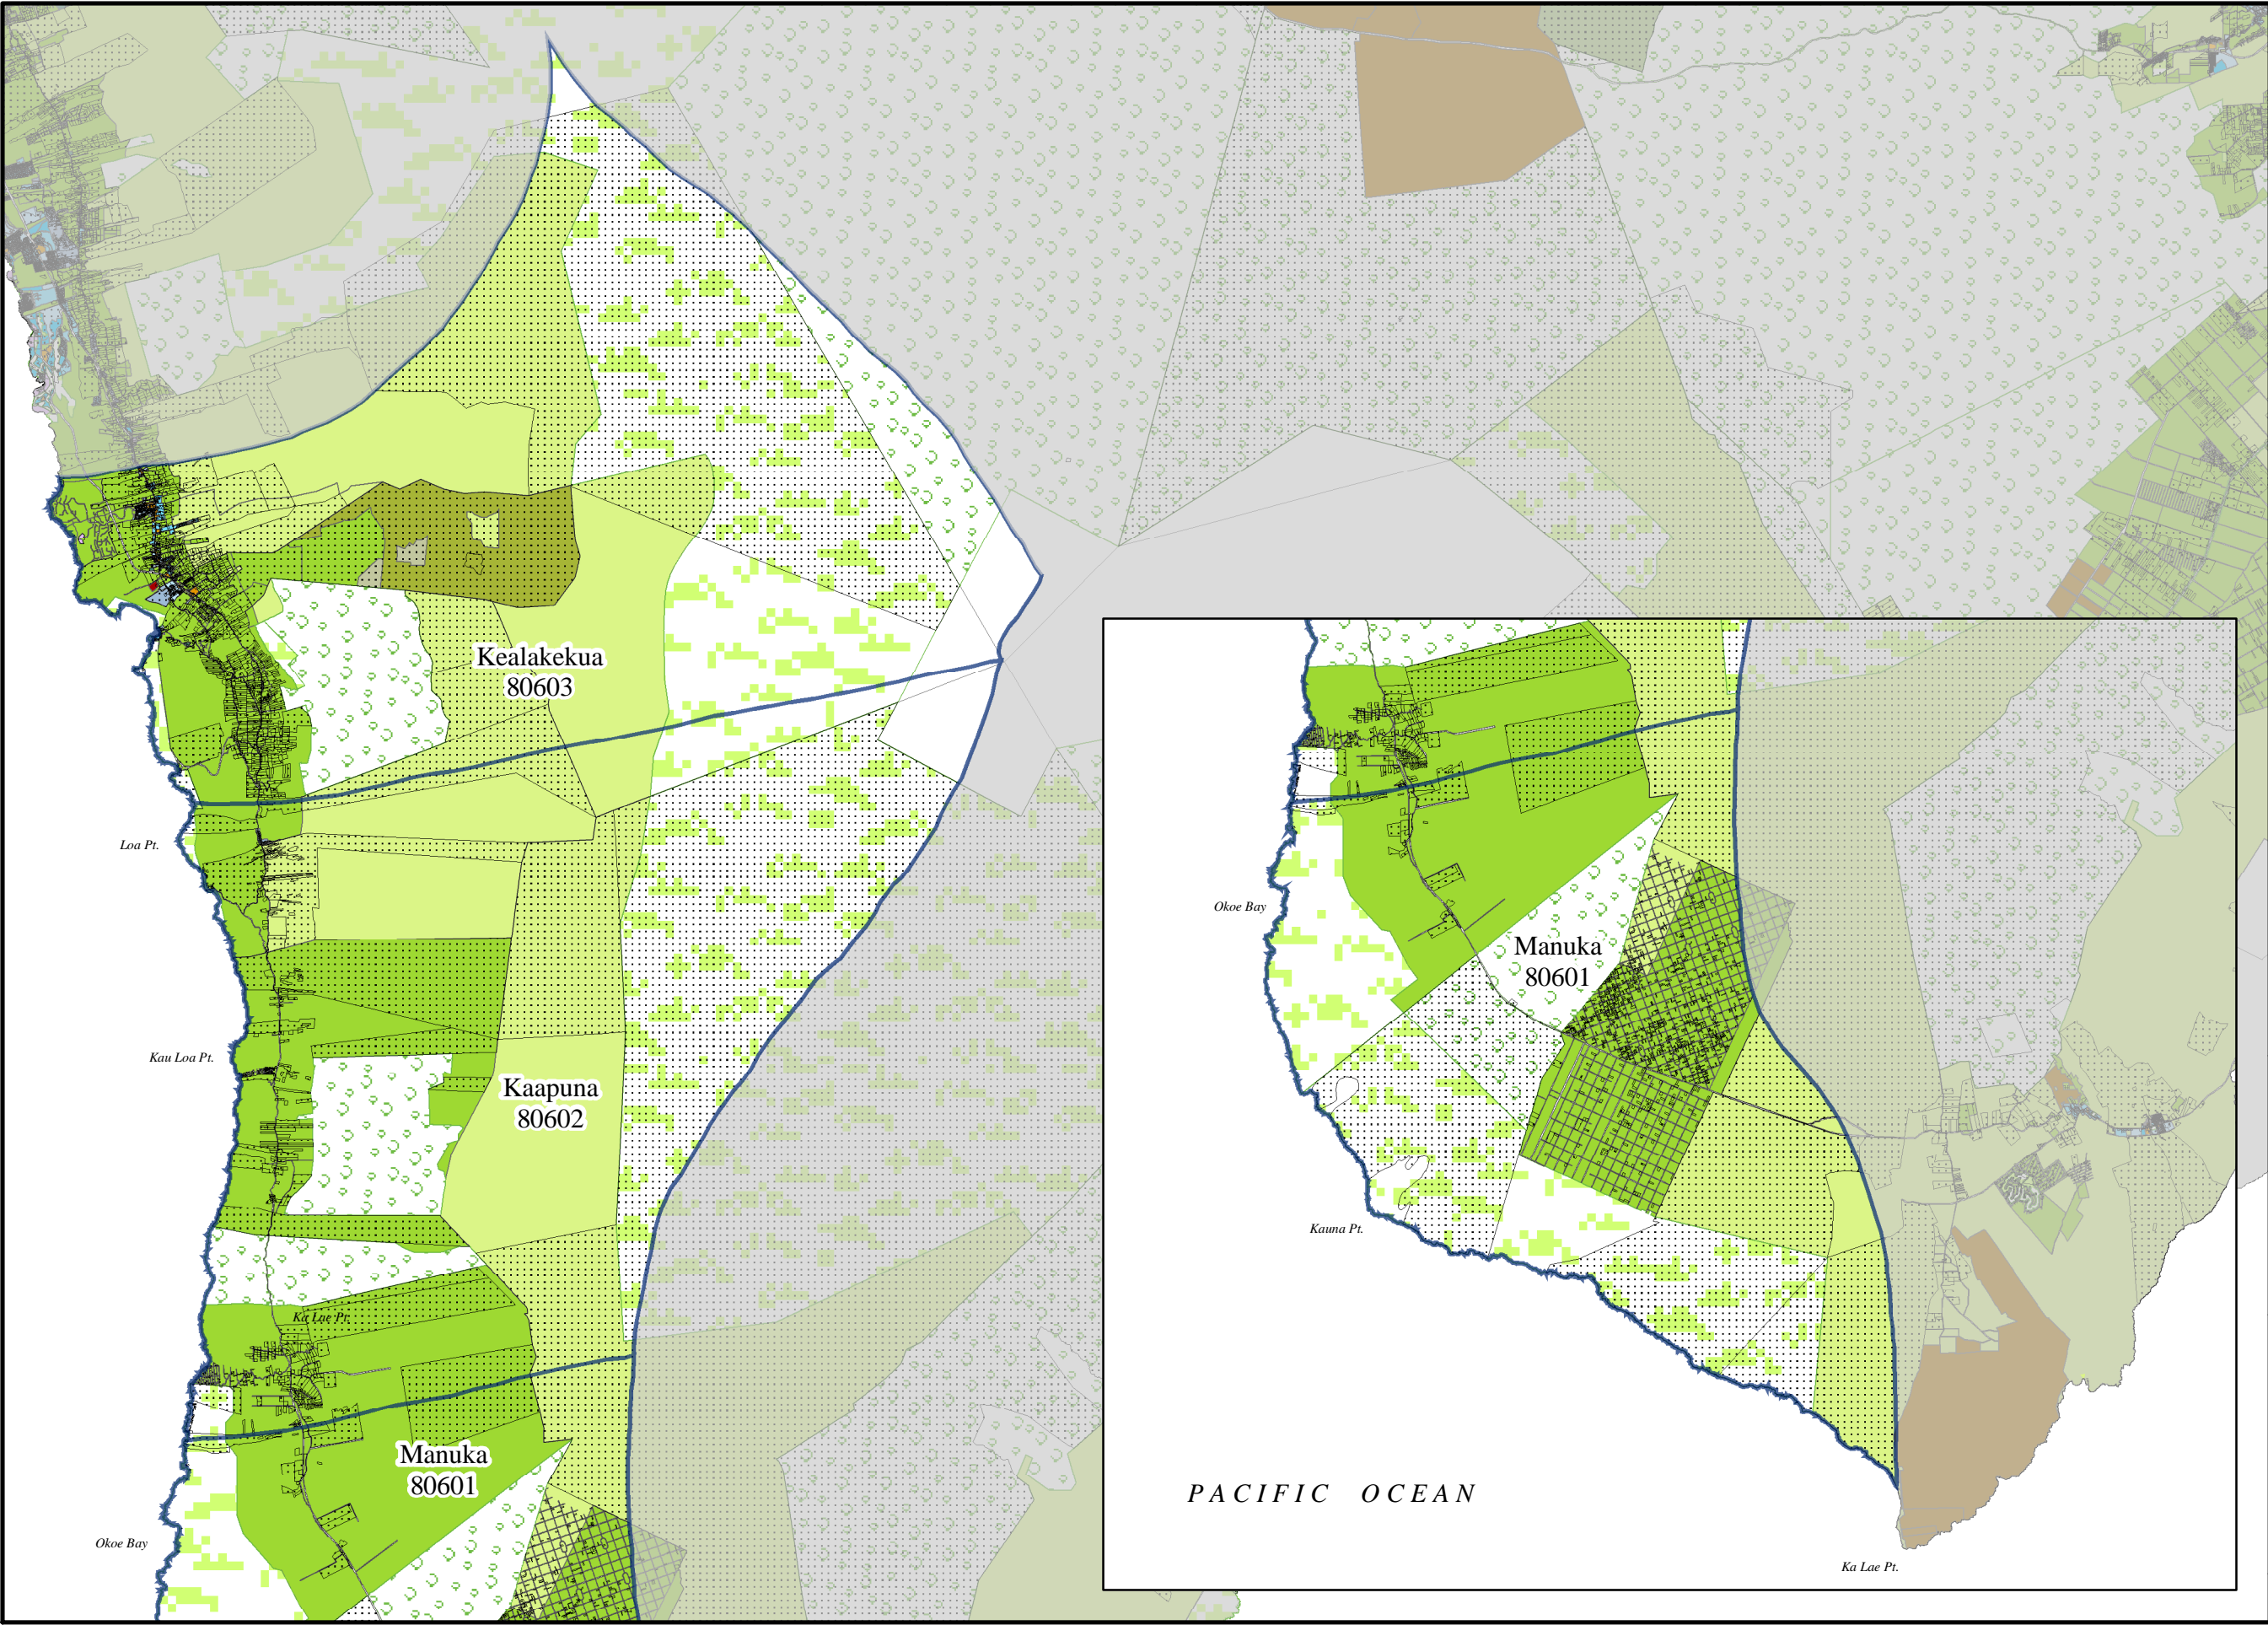 Kealakekua
80603
Loa Pt.
Kau Loa Pt.
Kaapuna
80602
Ka Lae Pt.
Manuka
80601
Okoe Bay
Okoe Bay
Manuka
80601
Kauna Pt.
PACIFIC OCEAN
Ka Lae Pt.